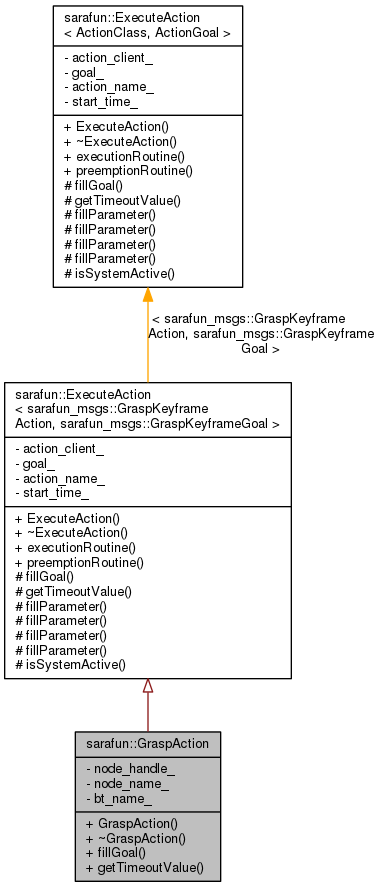 sarafun::ExecuteAction
< ActionClass, ActionGoal >
- action_client_
- goal_
- action_name_
- start_time_
+ ExecuteAction()
+ ~ExecuteAction()
+ executionRoutine()
+ preemptionRoutine()
# fillGoal()
# getTimeoutValue()
# fillParameter()
# fillParameter()
# fillParameter()
# fillParameter()
# isSystemActive()
< sarafun_msgs::GraspKeyframe
Action, sarafun_msgs::GraspKeyframe
Goal >
sarafun::ExecuteAction
< sarafun_msgs::GraspKeyframe
Action, sarafun_msgs::GraspKeyframeGoal >
- action_client_
- goal_
- action_name_
- start_time_
+ ExecuteAction()
+ ~ExecuteAction()
+ executionRoutine()
+ preemptionRoutine()
# fillGoal()
# getTimeoutValue()
# fillParameter()
# fillParameter()
# fillParameter()
# fillParameter()
# isSystemActive()
sarafun::GraspAction
- node_handle_
- node_name_
- bt_name_
+ GraspAction()
+ ~GraspAction()
+ fillGoal()
+ getTimeoutValue()